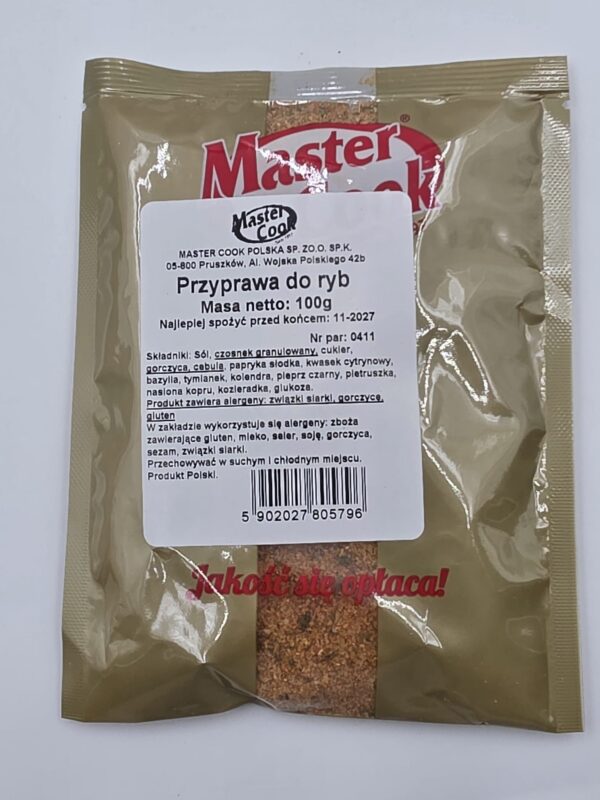 Master
Cook
Master
Cook
MASTER COOK POLSKA SP. ZO.O. SP.K.
05-800 Pruszków, Al. Wojska Polskiego 42b
Przyprawa do ryb
Masa netto: 100g
Najlepiej spożyć przed końcem: 11-2027
Nr par: 0411
Składniki: Sól, czosnek granulowany, cukier,
gorczyca, cebula, papryka słodka, kwasek cytrynowy,
bazylia, tymianek, kolendra, pieprz czarny, pietruszka,
nasiona kopru, kozieradka, glukoza.
Produkt zawiera alergeny: związki siarki, gorczycę,
gluten
W zakładzie wykorzystuje się alergeny: zboża
zawierające gluten, mleko, seler, soję, gorczyca,
sezam, związki siarki.
Przechowywać w suchym i chłodnym miejscu.
Produkt Polski.
5 902027 805796
Jakość się opłaca!